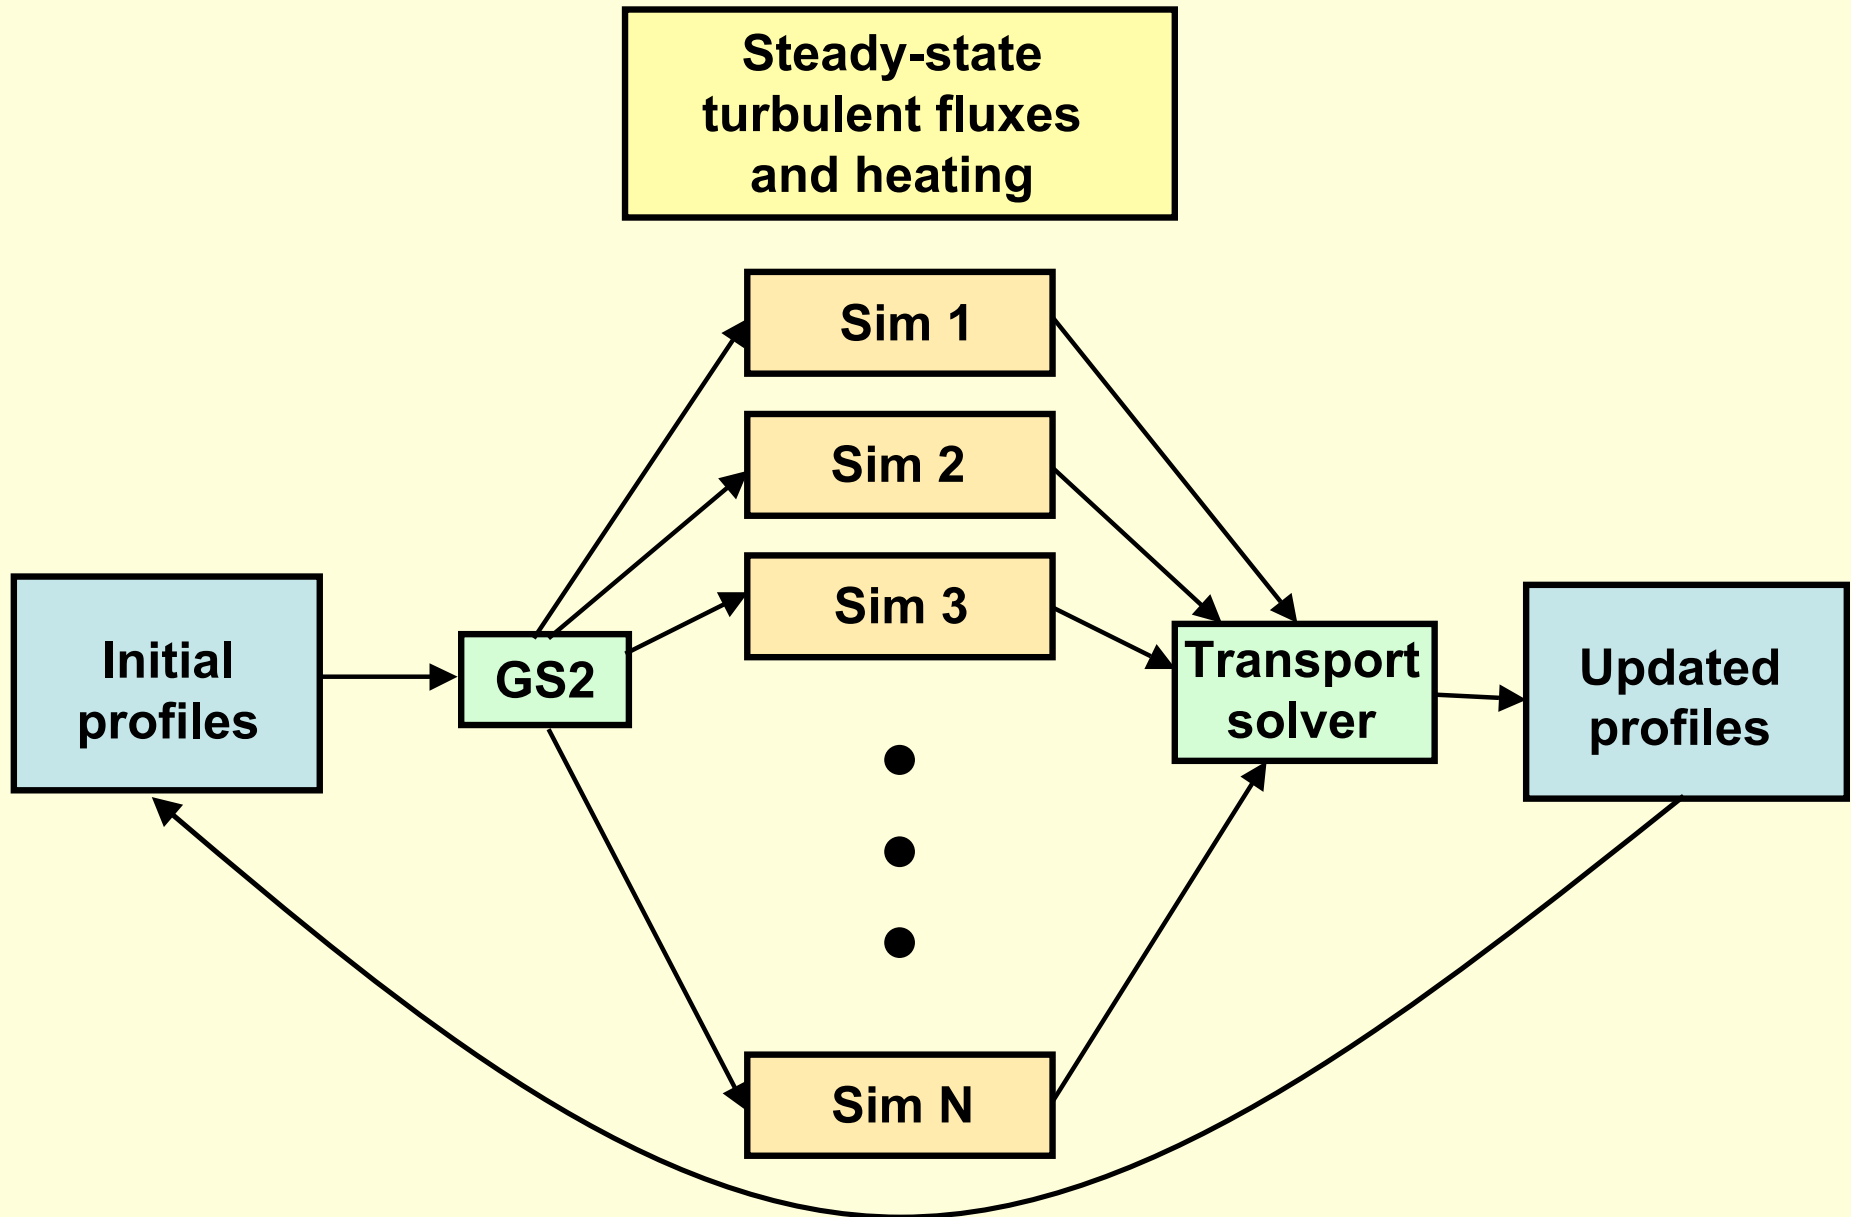 Steady-state
turbulent fluxes
and heating
Sim 1
Sim 2
Sim 3
Initial
profiles
GS2
Transport
solver
Updated
profiles
Sim N